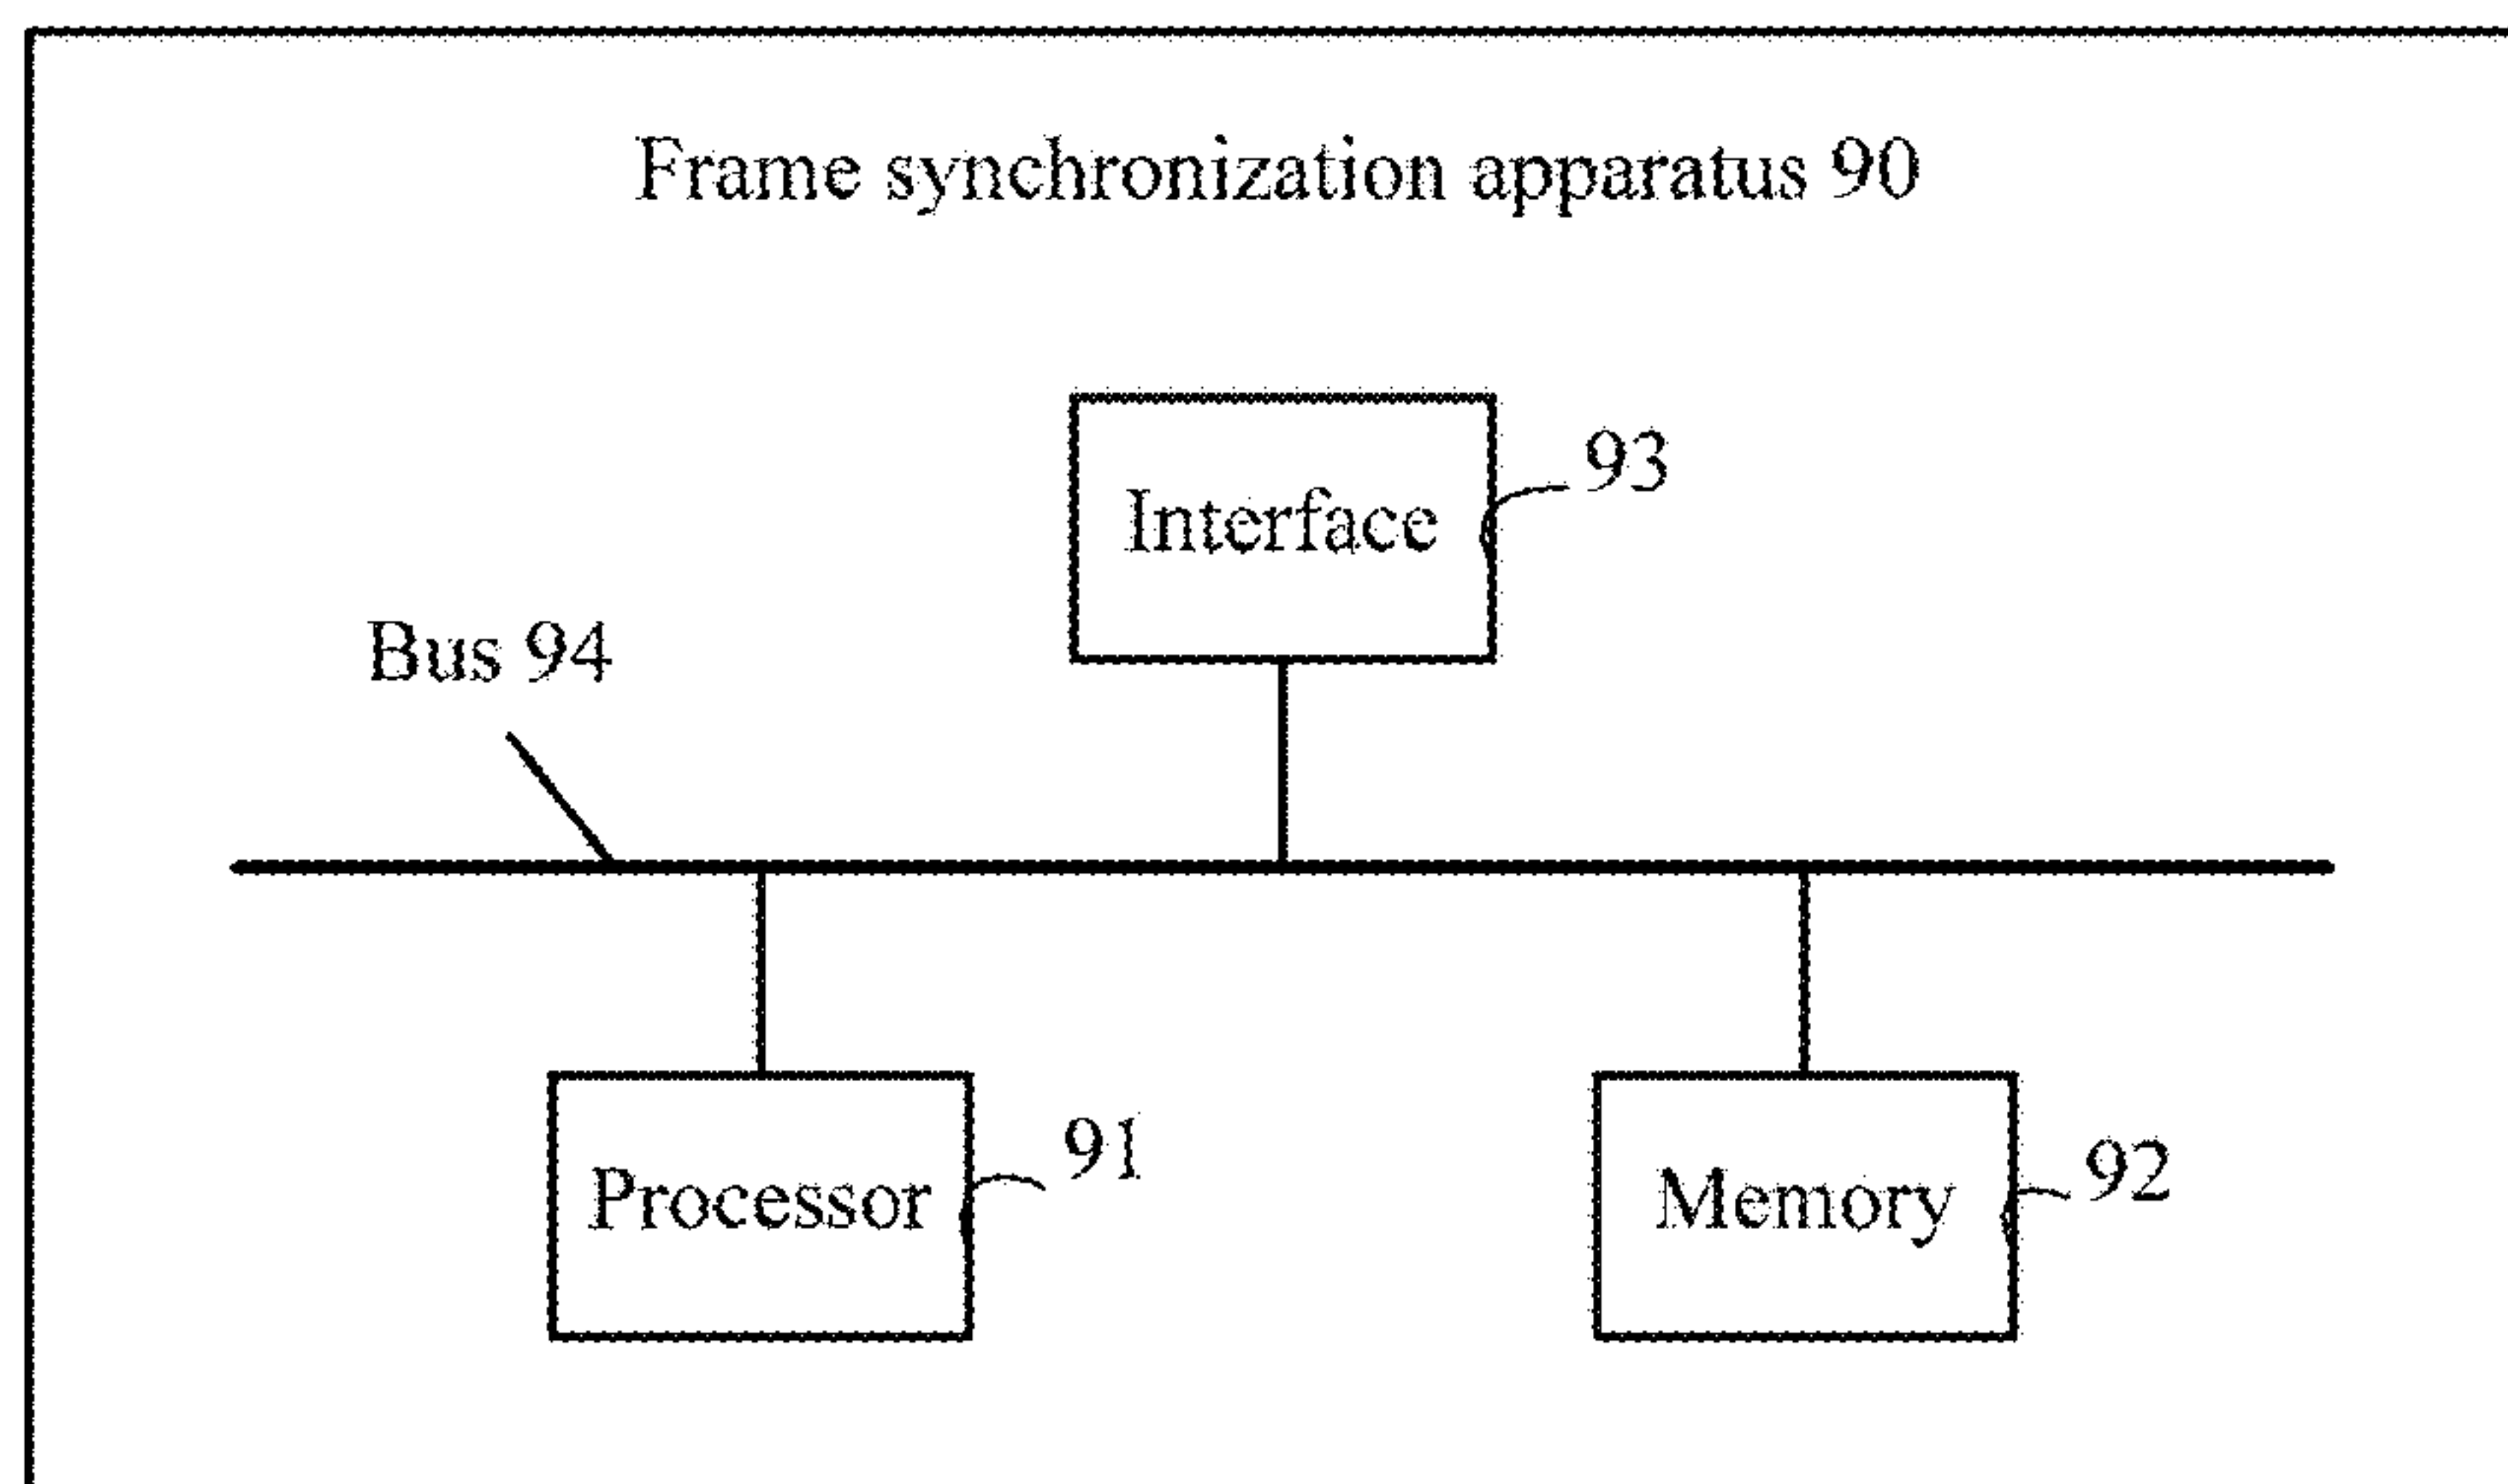 Frame synchronization apparatus 90
93
Interface
Bus 94
91
Processor
92
Memory